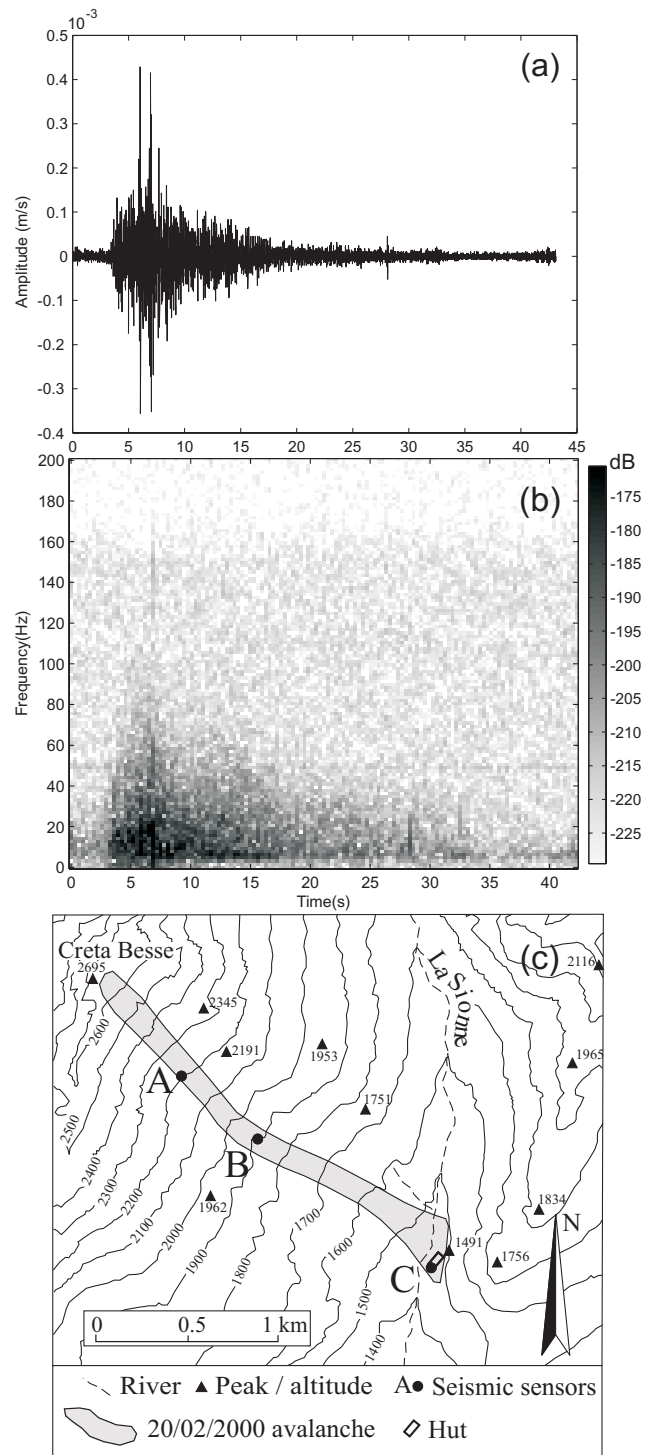 x 10⁻³
(a)
0.5
0.4
0.3
0.2
0.1
0
-0.1
-0.2
-0.3
-0.4
Amplitude (m/s)
0 5 10 15 20 25 30 35 40 45
(b)
200
180
160
140
120
100
80
60
40
20
0
Frequency(Hz)
0 5 10 15 20 25 30 35 40
Time(s)
dB
-175
-180
-185
-190
-195
-200
-205
-210
-215
-220
-225
(c)
Creta Besse
2695
2345
2191
1953
1751
1962
La Sionne
2116
1965
1834
1491
1756
N
2600
2500
2400
2300
2200
2100
2000
1900
1800
1700
1600
1500
1400
A
B
C
0 0.5 1 km
River Peak / altitude A Seismic sensors
20/02/2000 avalanche Hut